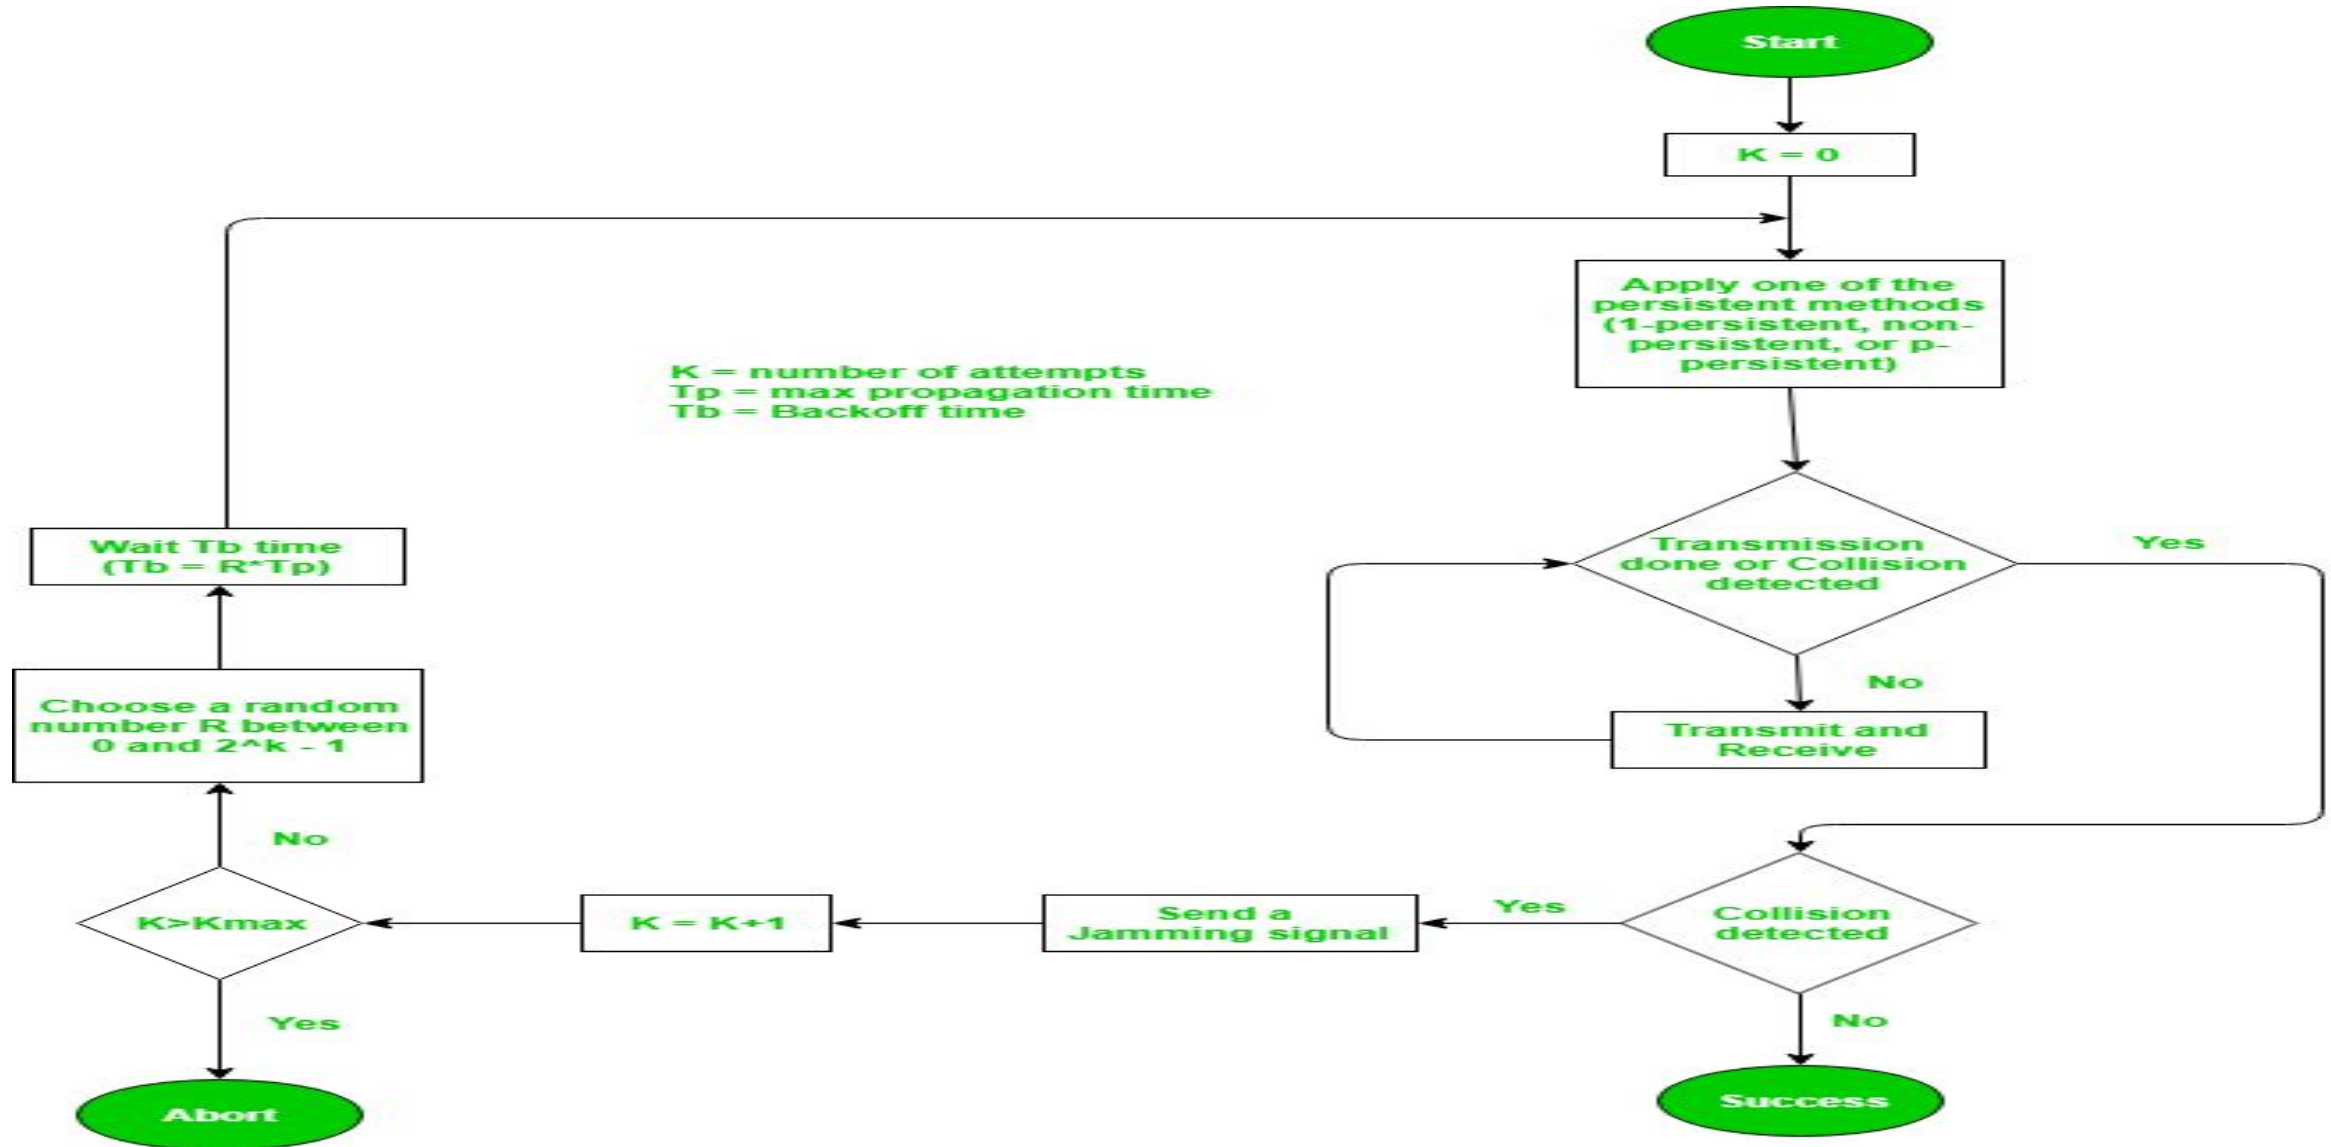 Start
K = 0
Apply one of the
persistent methods
(1-persistent, non-
persistent, or p-
persistent)
K = number of attempts
Tp = max propagation time
Tb = Backoff time
Transmission
done or Collision
detected
Yes
No
Transmit and
Receive
Wait Tb time
(Tb = R*Tp)
Choose a random
number R between
0 and 2^k - 1
No
K>Kmax
K = K+1
Send a
Jamming signal
Yes
Collision
detected
Yes
No
Abort
Success